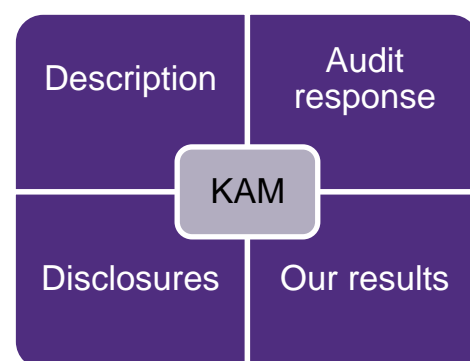 Description
Audit
response
KAM
Disclosures
Our results